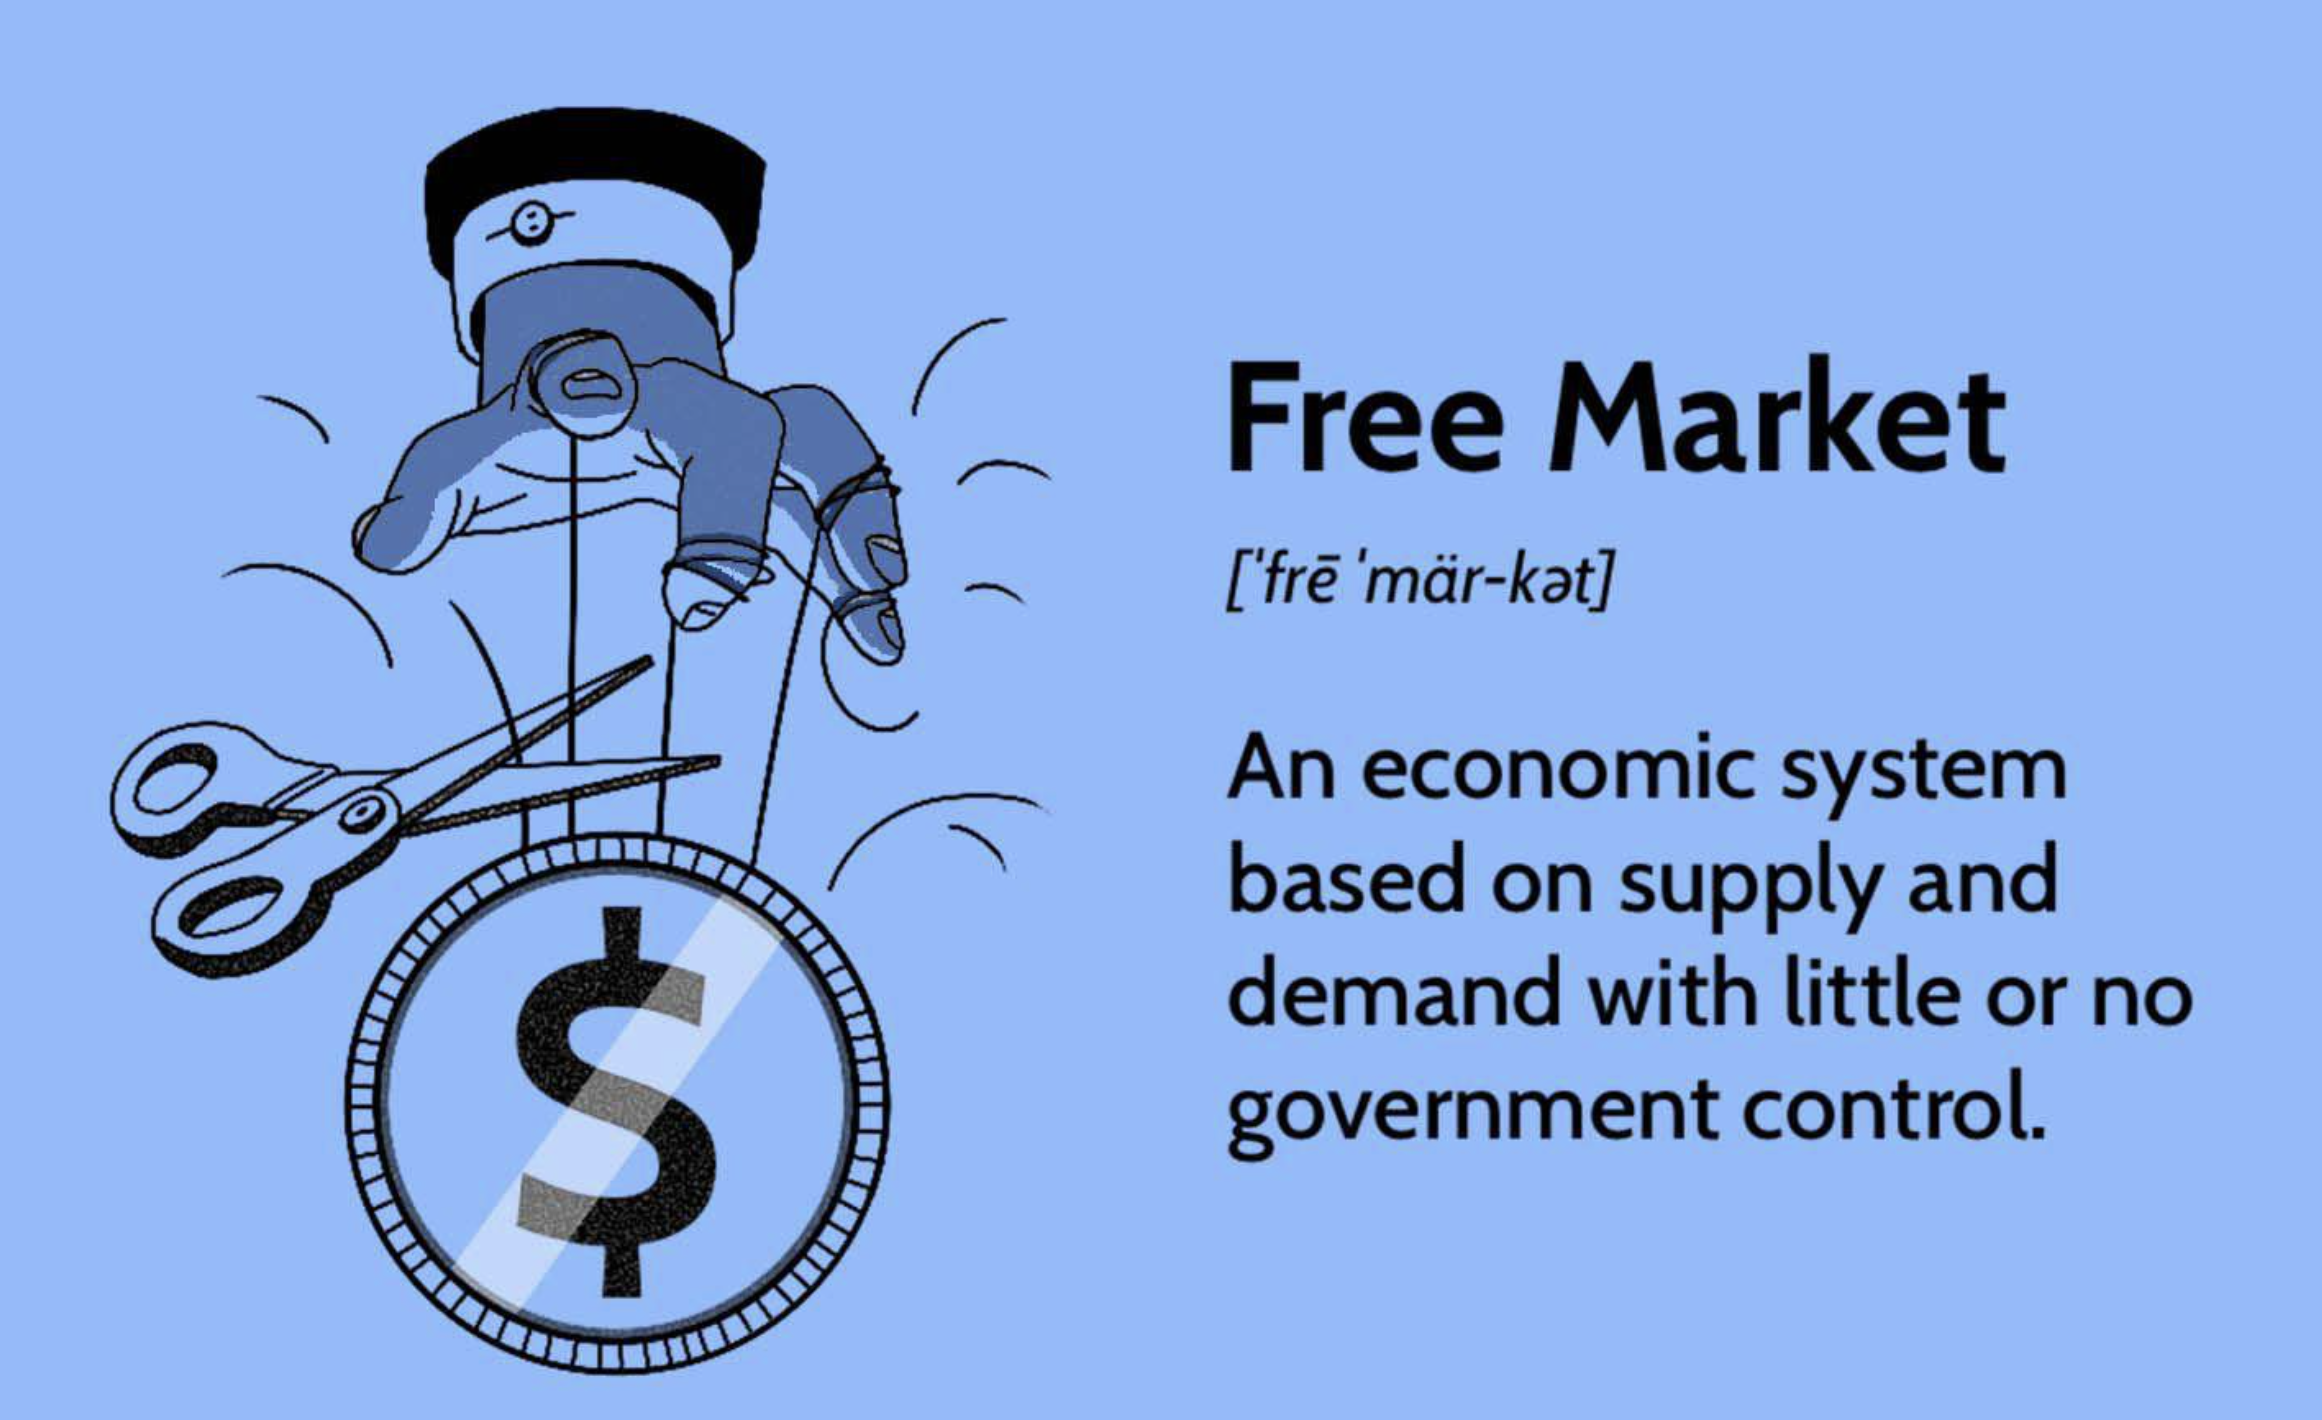 Free Market
[ˈfrē ˈmär-kət]
An economic system
based on supply and
demand with little or no
government control.
$